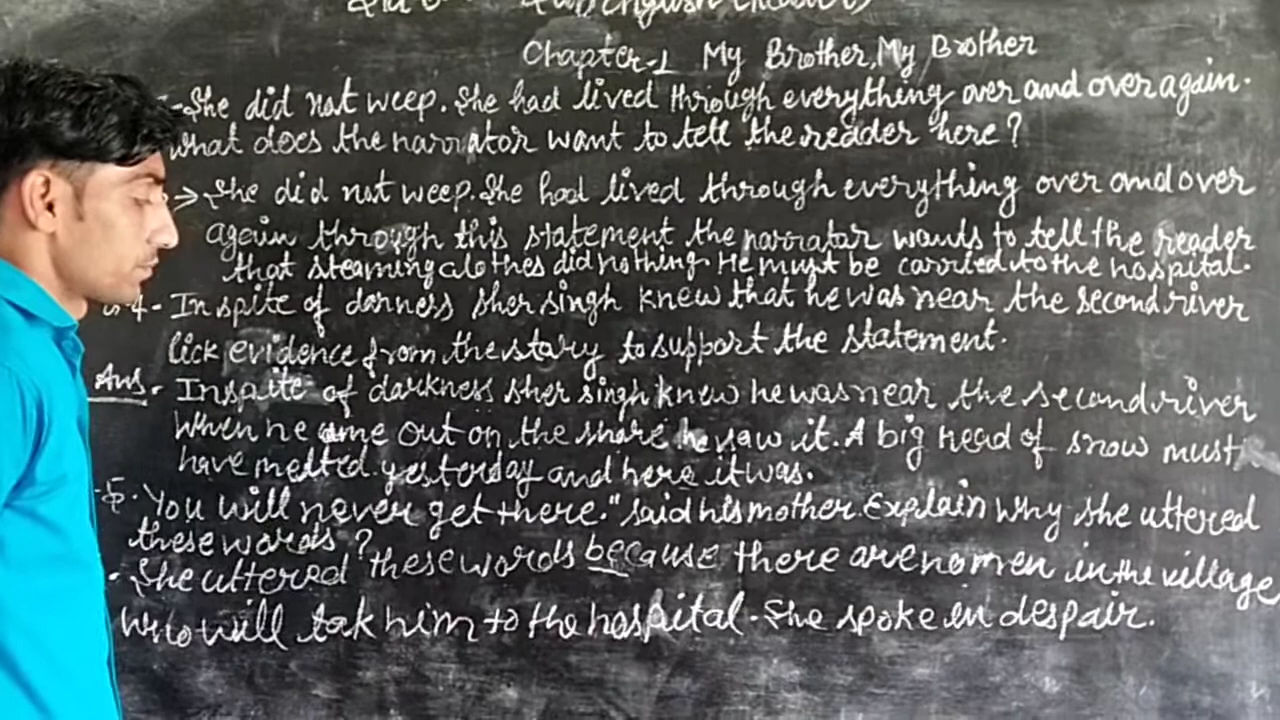 English
Chapter-1 My Brother, My Brother
-She did not weep. She had lived through everything over and over again.
what does the narrator want to tell the reader here?
→ She did not weep. She had lived through everything over and over
again through this statement the narrator wants to tell the reader
that steaming clothes did nothing. He must be carried to the hospital.
4- In spite of darness sher singh knew that he was near the second river
lick evidence from the story to support the statement.
Ans. - Inspite of darkness sher singh knew he was near the second river
When he ame out on the share he saw it. A big head of snow must
have melted yesterday and here it was.
5. You will never get there." said his mother. Explain why she uttered
these words?
She uttered these words because there are no men in the village
who will tak him to the hospital. She spoke in despair.